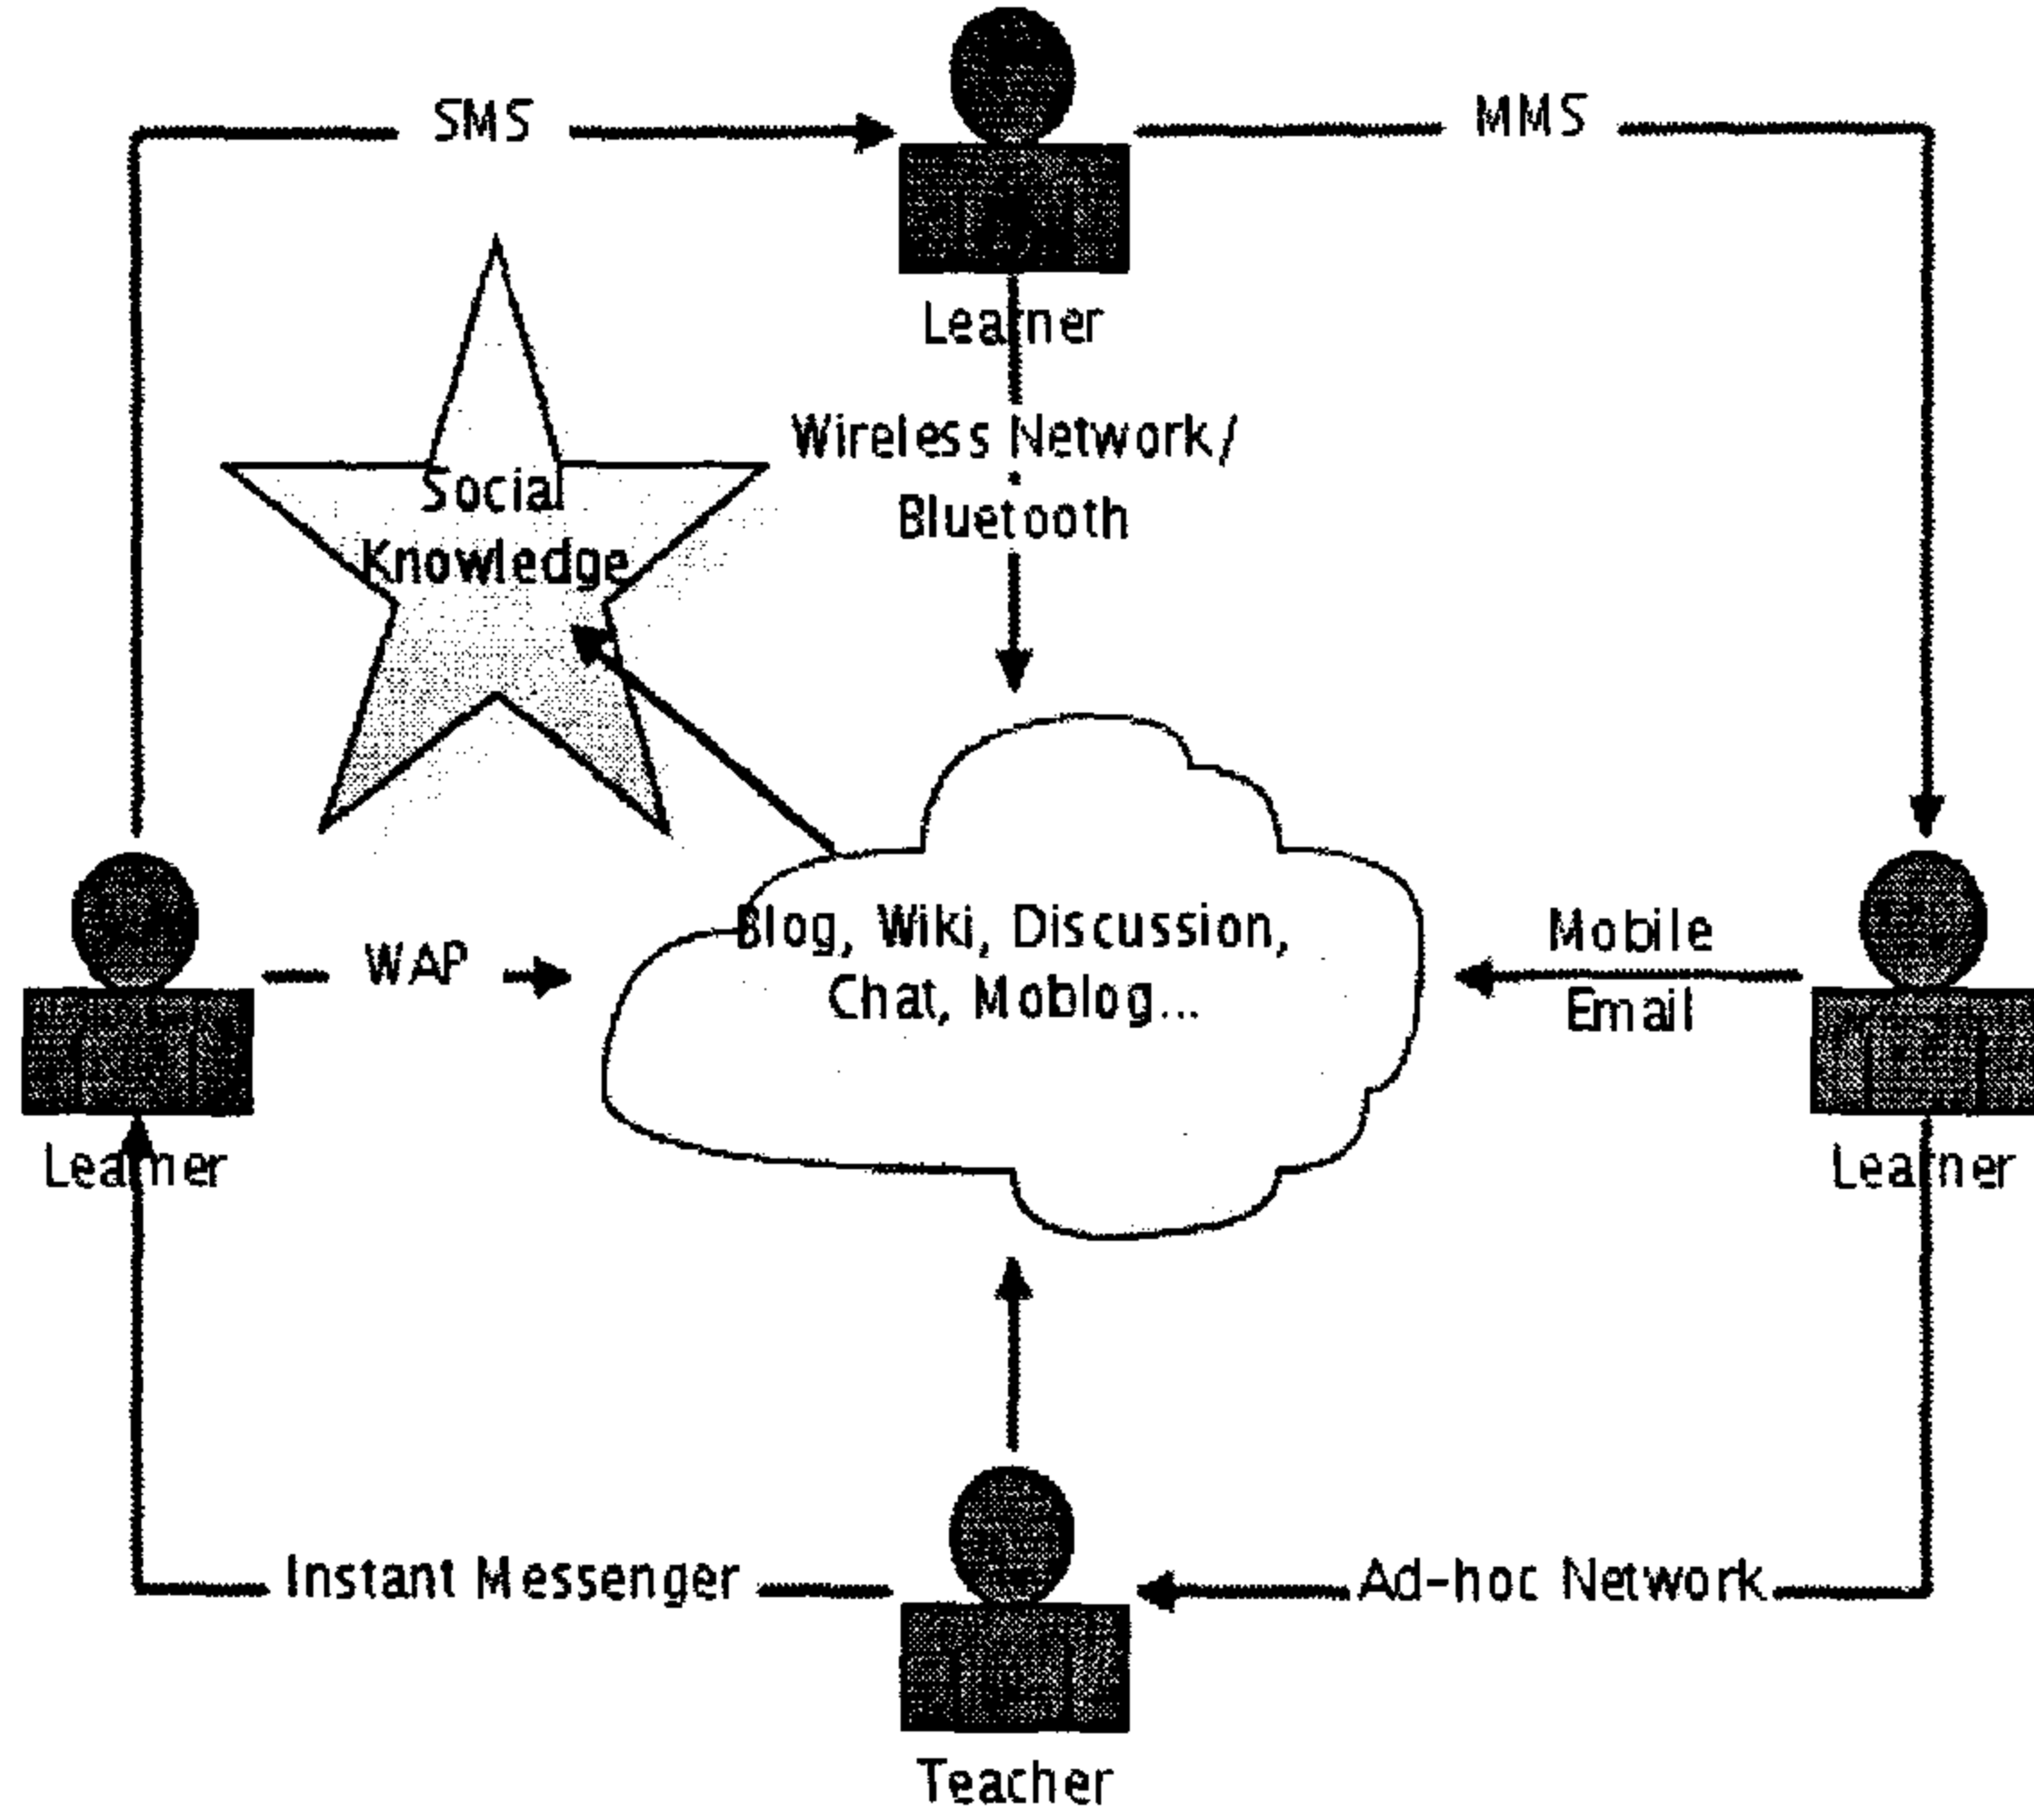 SMS
MMS
Learner
Wireless Network/
Bluetooth
Social
Knowledge
Blog, Wiki, Discussion,
Chat, Moblog...
WAP
Mobile
Email
Learner
Learner
Instant Messenger
Ad-hoc Network
Teacher